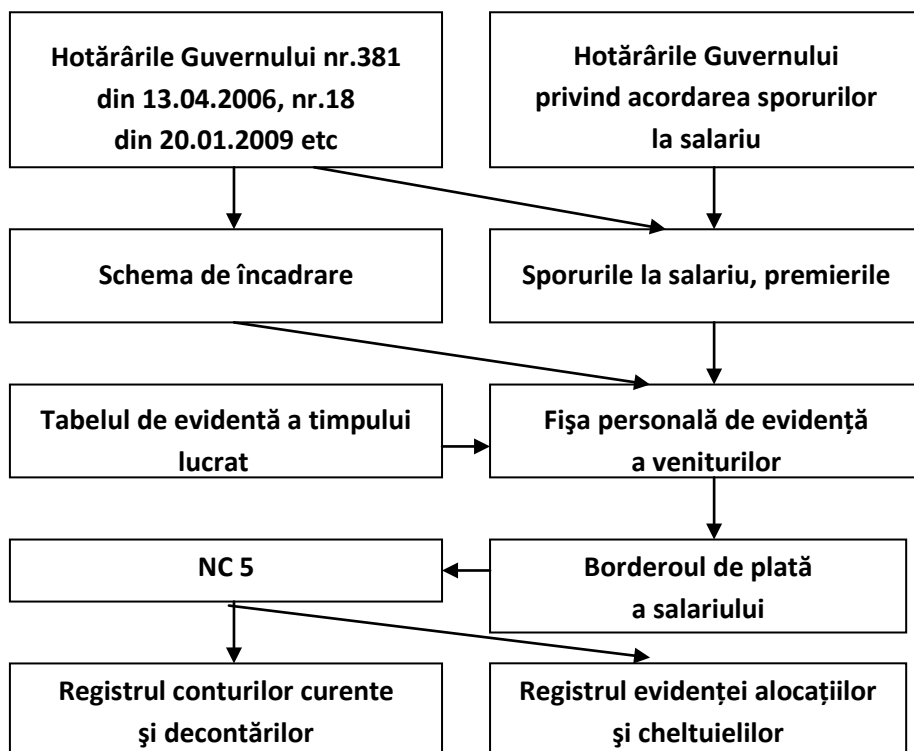 Hotărârile Guvernului nr.381
din 13.04.2006, nr.18
din 20.01.2009 etc
Hotărârile Guvernului
privind acordarea sporurilor
la salariu
Schema de încadrare
Sporurile la salariu, premierile
Tabelul de evidentă a timpului
lucrat
Fişa personală de evidență
a veniturilor
NC 5
Borderoul de plată
a salariului
Registrul conturilor curente
şi decontărilor
Registrul evidenței alocațiilor
şi cheltuielilor